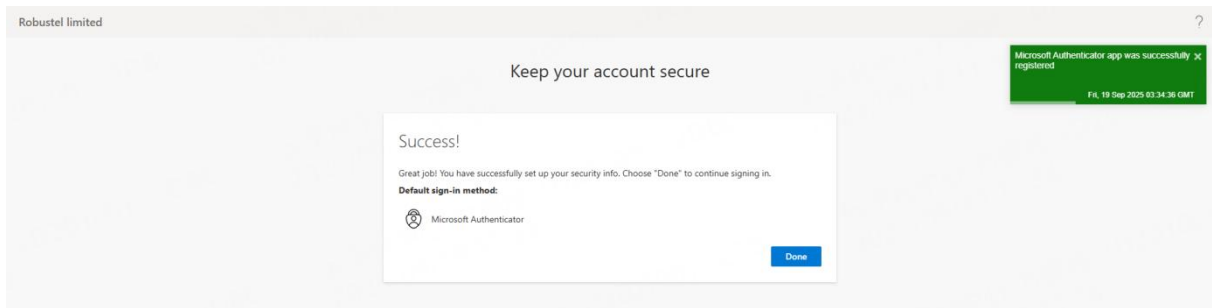 Robustel limited
?
Microsoft Authenticator app was successfully
registered
Fri, 19 Sep 2025 03:34:36 GMT
Keep your account secure
Success!
Great job! You have successfully set up your security info. Choose "Done" to continue signing in.
Default sign-in method:
Microsoft Authenticator
Done